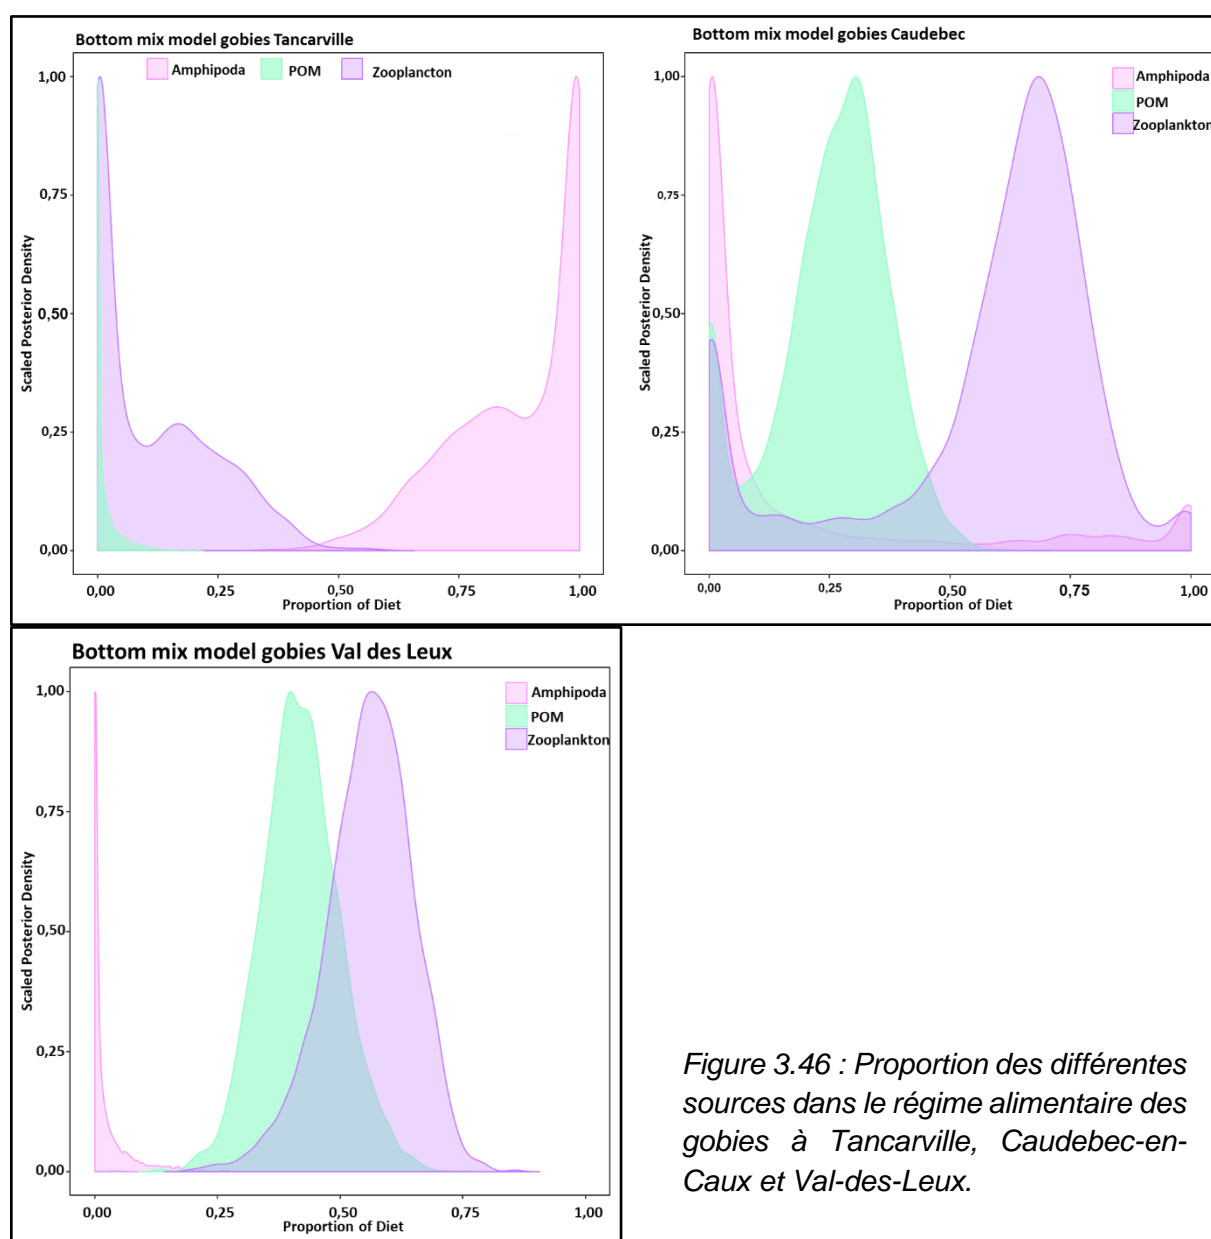 Bottom mix model gobies Tancarville
Amphipoda POM Zooplancton
1,00
0,75
0,50
0,25
0,00
Scaled Posterior Density
0,00 0,25 0,50 0,75 1,00
Proportion of Diet
Bottom mix model gobies Caudebec
Amphipoda
POM
Zooplankton
1,00
0,75
0,50
0,25
0,00
Scaled Posterior Density
0,00 0,25 0,50 0,75 1,00
Proportion of Diet
Bottom mix model gobies Val des Leux
Amphipoda
POM
Zooplankton
1,00
0,75
0,50
0,25
0,00
Scaled Posterior Density
0,00 0,25 0,50 0,75 1,00
Proportion of Diet
Figure 3.46 : Proportion des différentes
sources dans le régime alimentaire des
gobies à Tancarville, Caudebec-en-
Caux et Val-des-Leux.